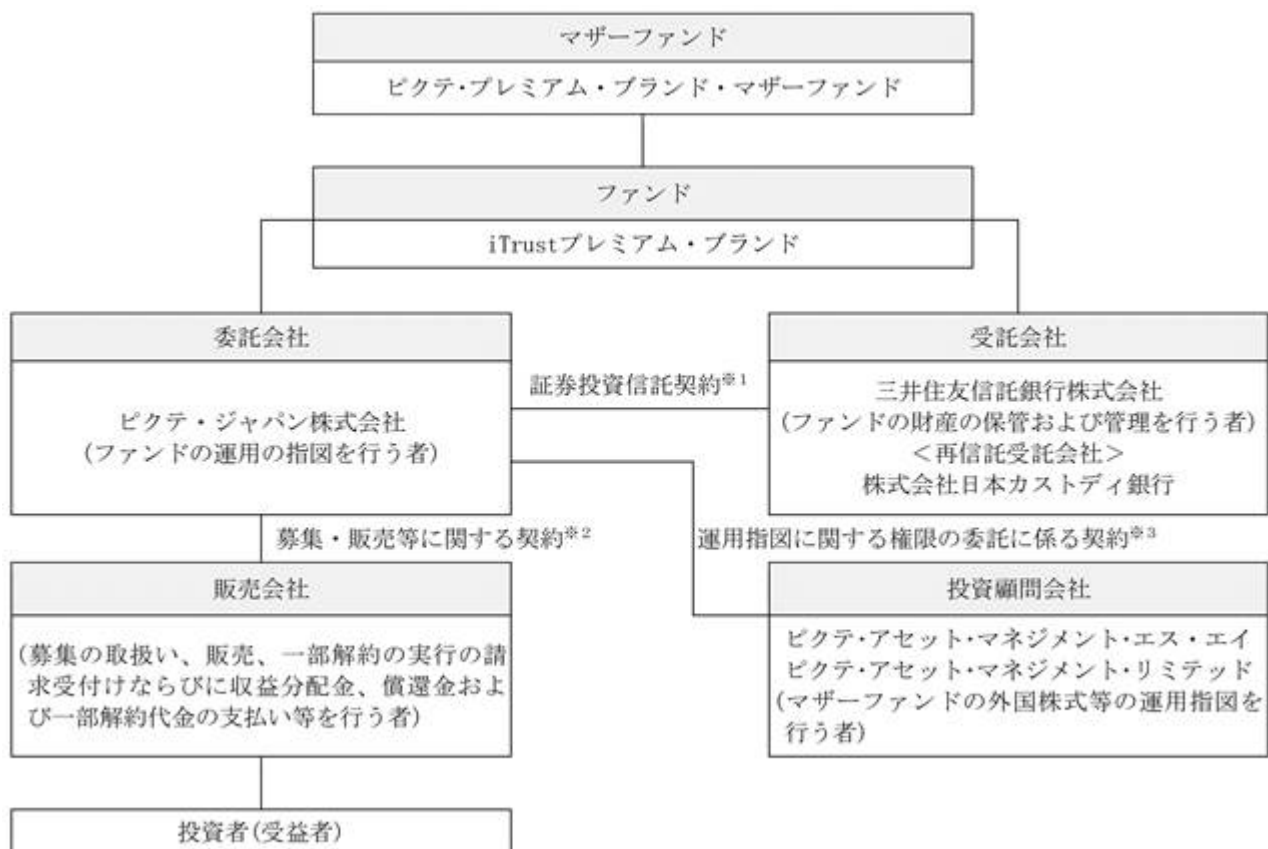 マザーファンド
ピクテ・プレミアム・ブランド・マザーファンド
ファンド
iTrustプレミアム・ブランド
委託会社
ピクテ・ジャパン株式会社
(ファンドの運用の指図を行う者)
証券投資信託契約※1
受託会社
三井住友信託銀行株式会社
(ファンドの財産の保管および管理を行う者)
<再信託受託会社>
株式会社日本カストディ銀行
募集・販売等に関する契約※2
運用指図に関する権限の委託に係る契約※3
販売会社
(募集の取扱い、販売、一部解約の実行の請
求受付けならびに収益分配金、償還金およ
び一部解約代金の支払い等を行う者)
投資顧問会社
ピクテ・アセット・マネジメント・エス・エイ
ピクテ・アセット・マネジメント・リミテッド
(マザーファンドの外国株式等の運用指図を
行う者)
投資者(受益者)